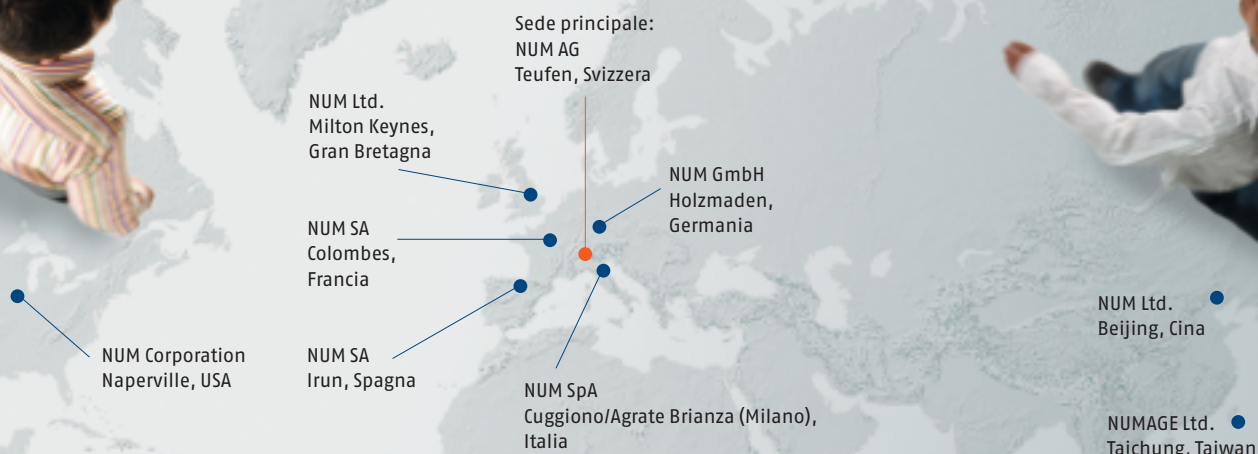 Sede principale:
NUM AG
Teufen, Svizzera
NUM Ltd.
Milton Keynes,
Gran Bretagna
NUM GmbH
Holzmaden,
Germania
NUM SA
Colombes,
Francia
NUM Corporation
Naperville, USA
NUM SA
Irun, Spagna
NUM SpA
Cuggiono/Agrate Brianza (Milano),
Italia
NUM Ltd.
Beijing, Cina
NUMAGE Ltd.
Taichung, Taiwan